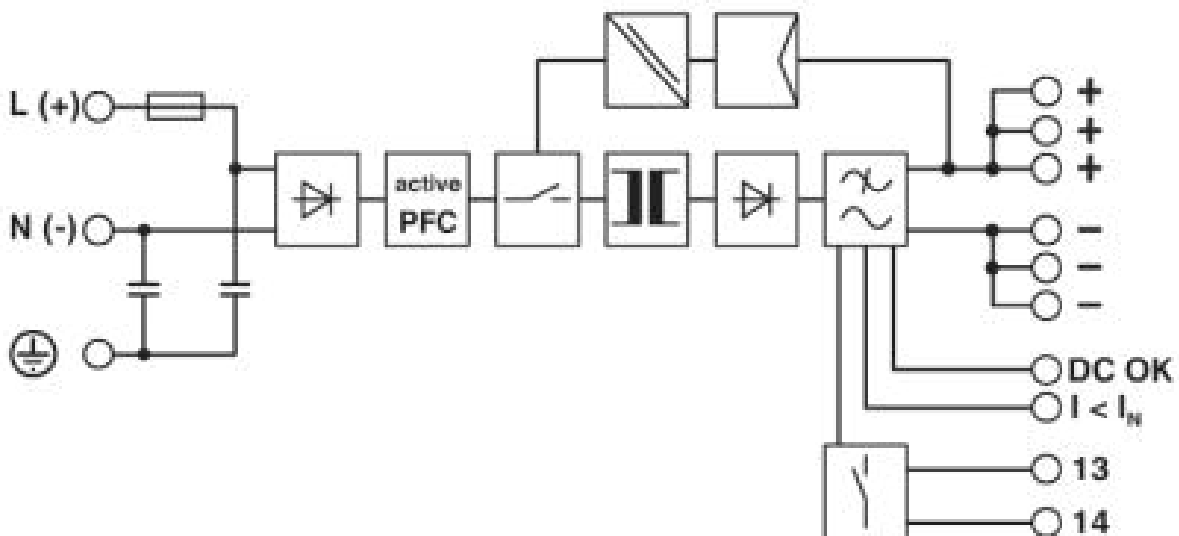 L (+)
+
+
active
PFC
+
N (-)
-
-
-
DC OK
I < IN
13
14